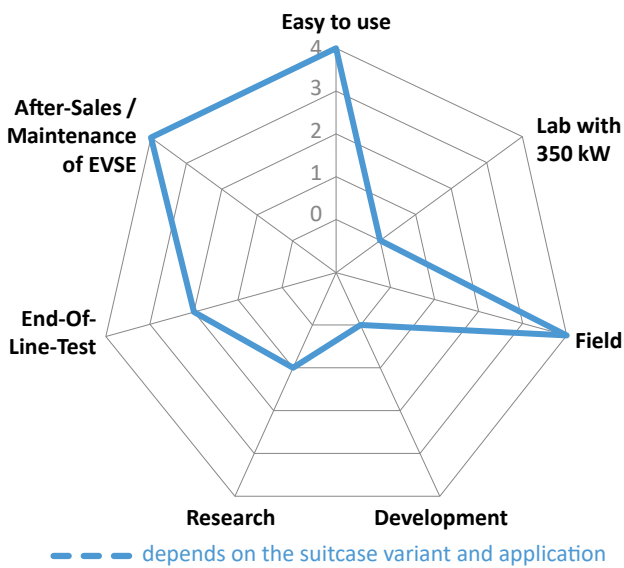 Easy to use
4
3
2
1
0
After-Sales /
Maintenance
of EVSE
Lab with
350 kW
End-Of-
Line-Test
Field
Research
Development
depends on the suitcase variant and application